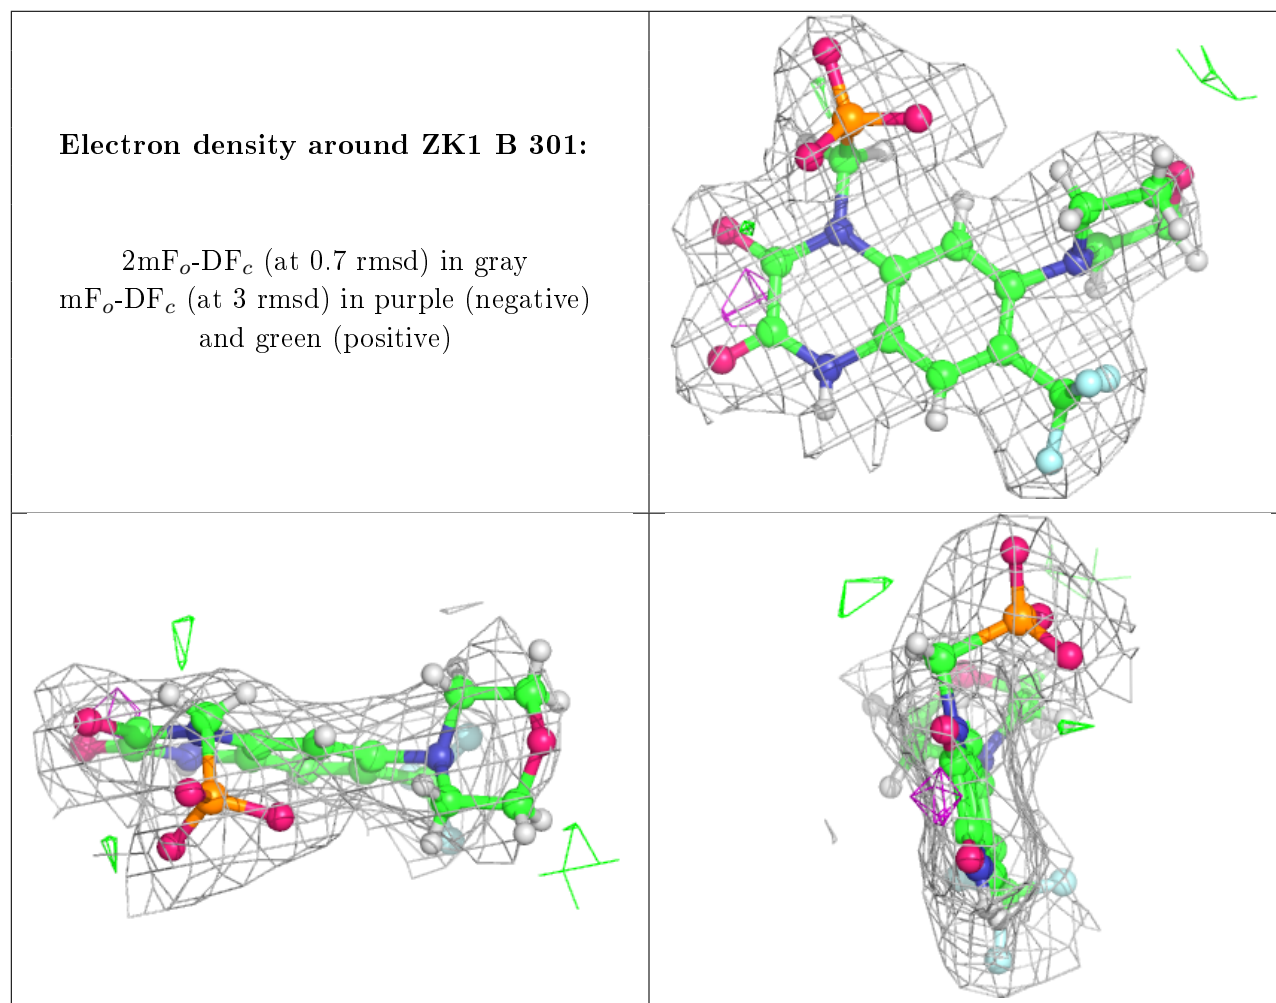 Electron density around ZK1 B 301:
2mFₒ-DF𝒸 (at 0.7 rmsd) in gray
mFₒ-DF𝒸 (at 3 rmsd) in purple (negative)
and green (positive)